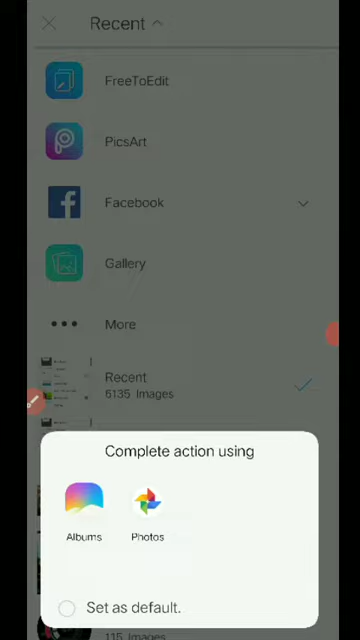 Recent
FreeToEdit
PicsArt
Facebook
Gallery
More
Recent
6135 Images
Complete action using
Albums
Photos
Set as default.
115 Images